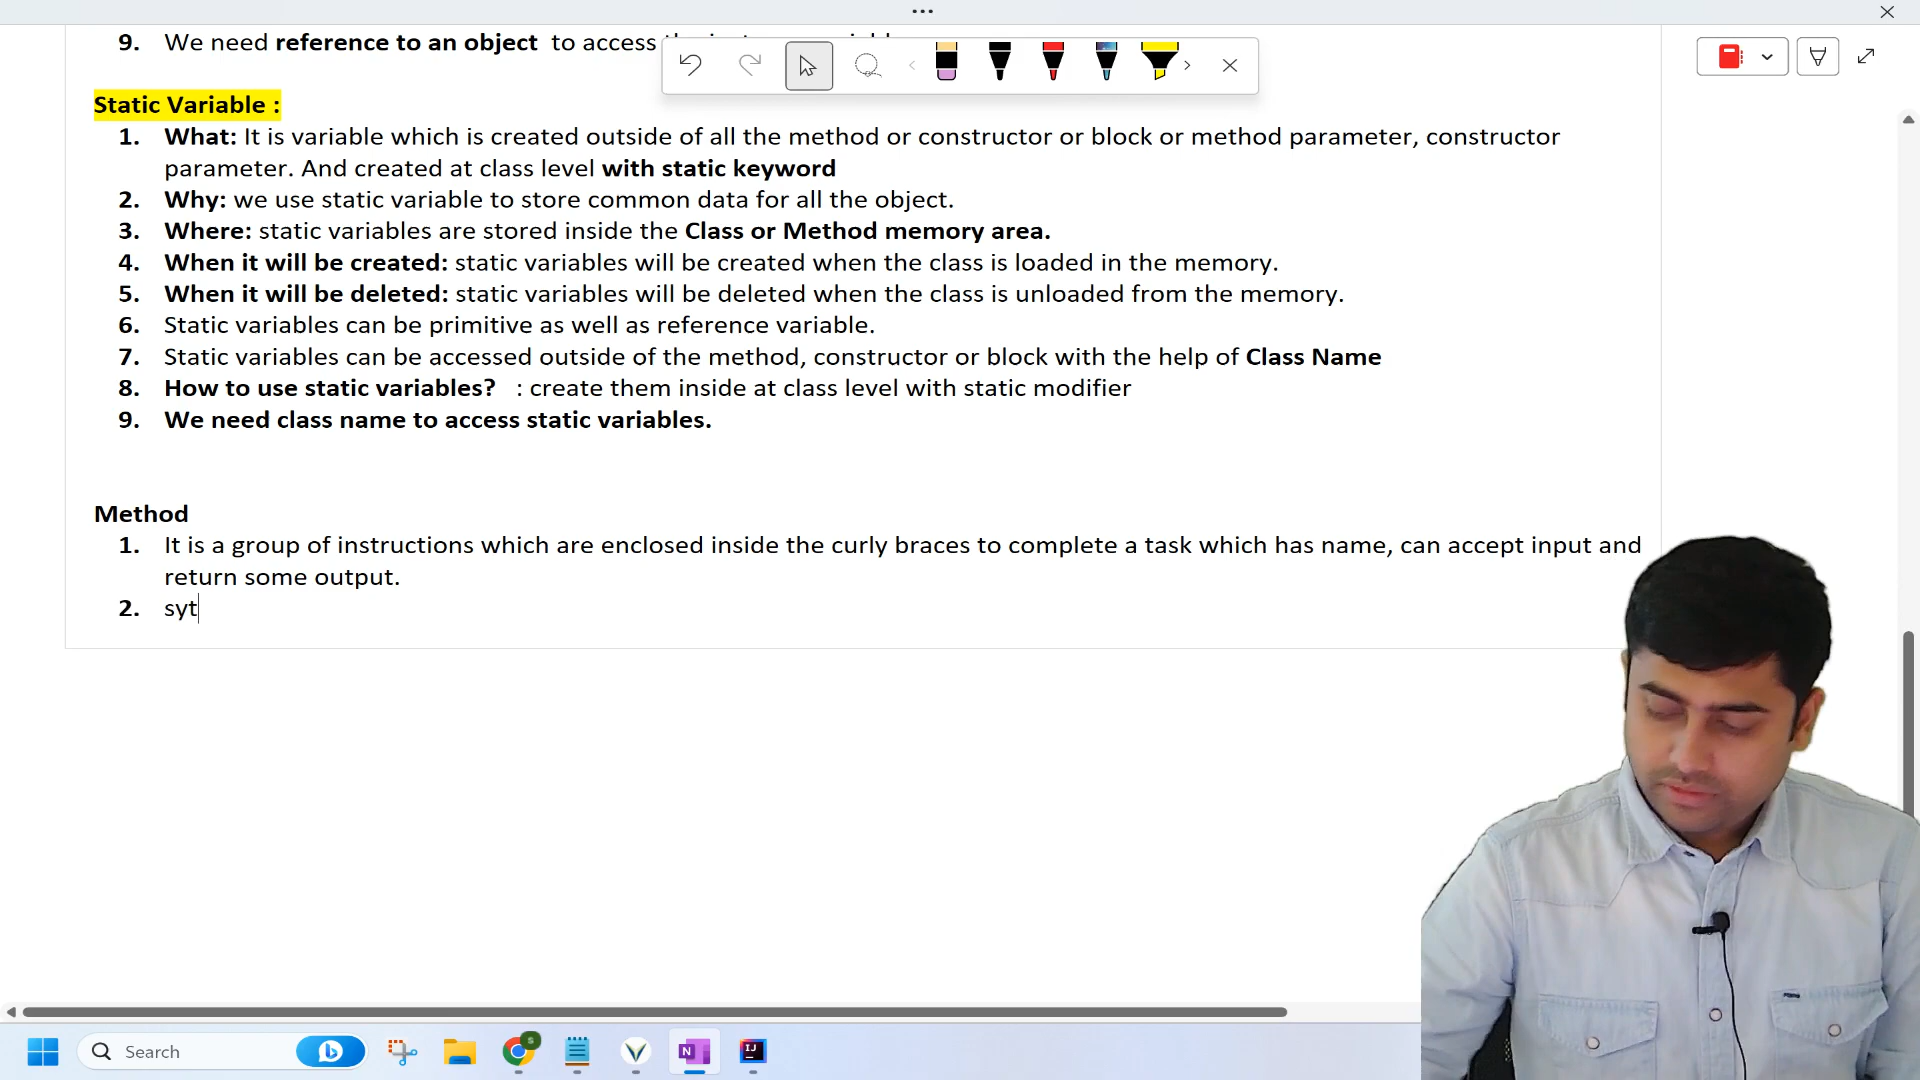 9. We need reference to an object to access
Static Variable :
1. What: It is variable which is created outside of all the method or constructor or block or method parameter, constructor
parameter. And created at class level with static keyword
2. Why: we use static variable to store common data for all the object.
3. Where: static variables are stored inside the Class or Method memory area.
4. When it will be created: static variables will be created when the class is loaded in the memory.
5. When it will be deleted: static variables will be deleted when the class is unloaded from the memory.
6. Static variables can be primitive as well as reference variable.
7. Static variables can be accessed outside of the method, constructor or block with the help of Class Name
8. How to use static variables? : create them inside at class level with static modifier
9. We need class name to access static variables.
Method
1. It is a group of instructions which are enclosed inside the curly braces to complete a task which has name, can accept input and
return some output.
2. syt
Search